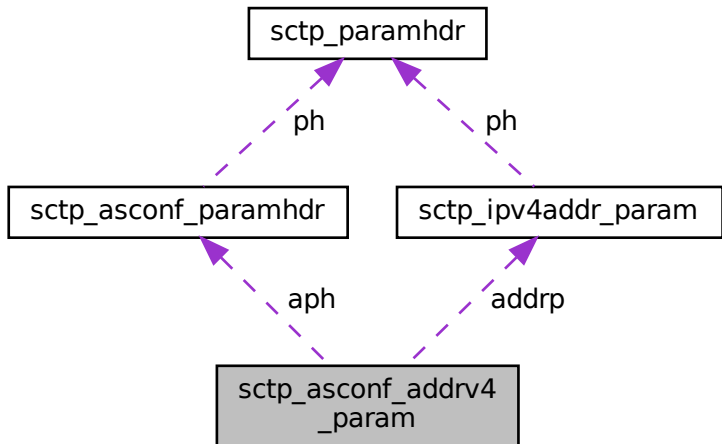 sctp_paramhdr
ph
ph
sctp_asconf_paramhdr
sctp_ipv4addr_param
aph
addrp
sctp_asconf_addrv4
_param